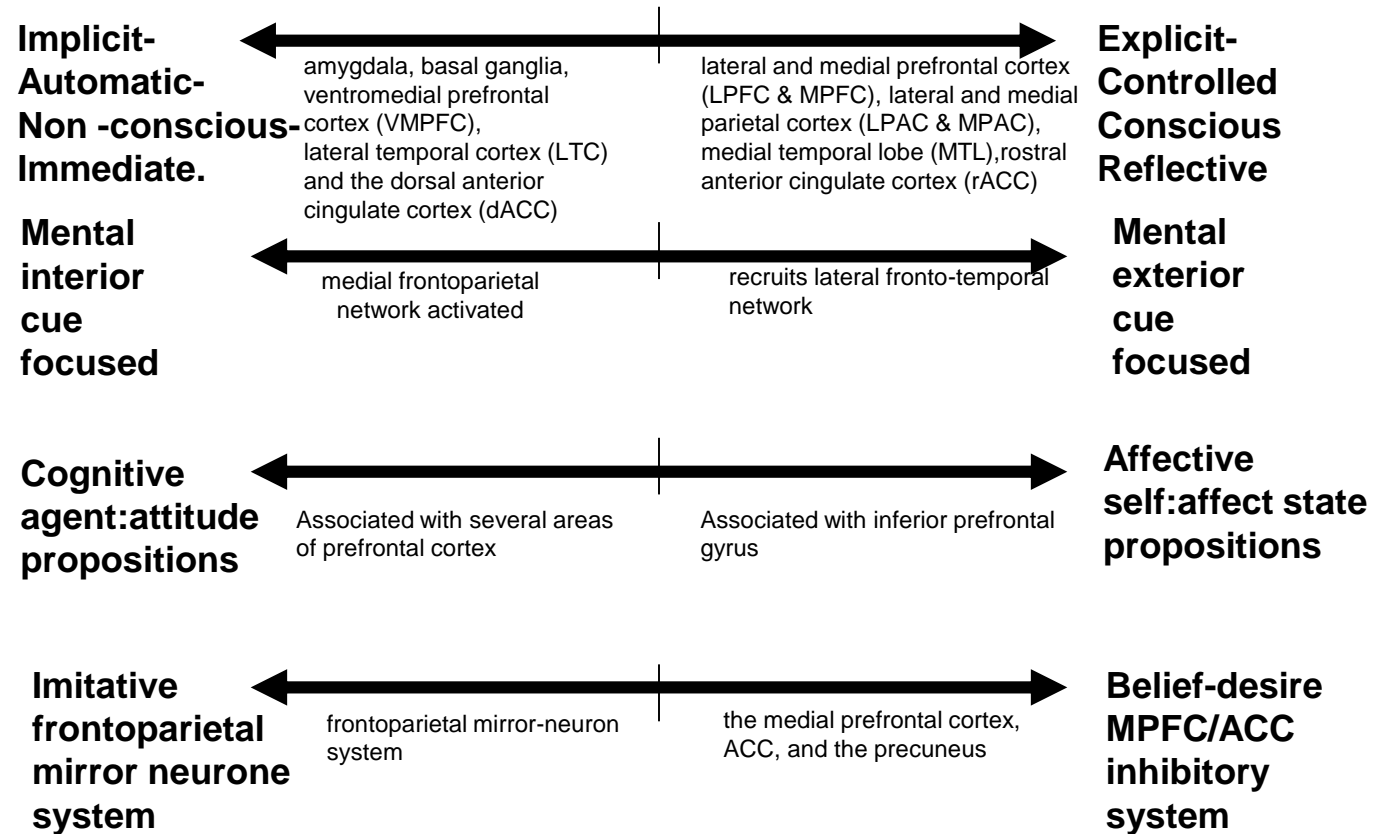 Implicit-
Automatic-
Non -conscious-
Immediate.
amygdala, basal ganglia,
ventromedial prefrontal
cortex (VMPFC),
lateral temporal cortex (LTC)
and the dorsal anterior
cingulate cortex (dACC)
lateral and medial prefrontal cortex
(LPFC & MPFC), lateral and medial
parietal cortex (LPAC & MPAC),
medial temporal lobe (MTL),rostral
anterior cingulate cortex (rACC)
Explicit-
Controlled
Conscious
Reflective
Mental
interior
cue
focused
medial frontoparietal
network activated
recruits lateral fronto-temporal
network
Mental
exterior
cue
focused
Cognitive
agent:attitude
propositions
Associated with several areas
of prefrontal cortex
Associated with inferior prefrontal
gyrus
Affective
self:affect state
propositions
Imitative
frontoparietal
mirror neurone
system
frontoparietal mirror-neuron
system
the medial prefrontal cortex,
ACC, and the precuneus
Belief-desire
MPFC/ACC
inhibitory
system